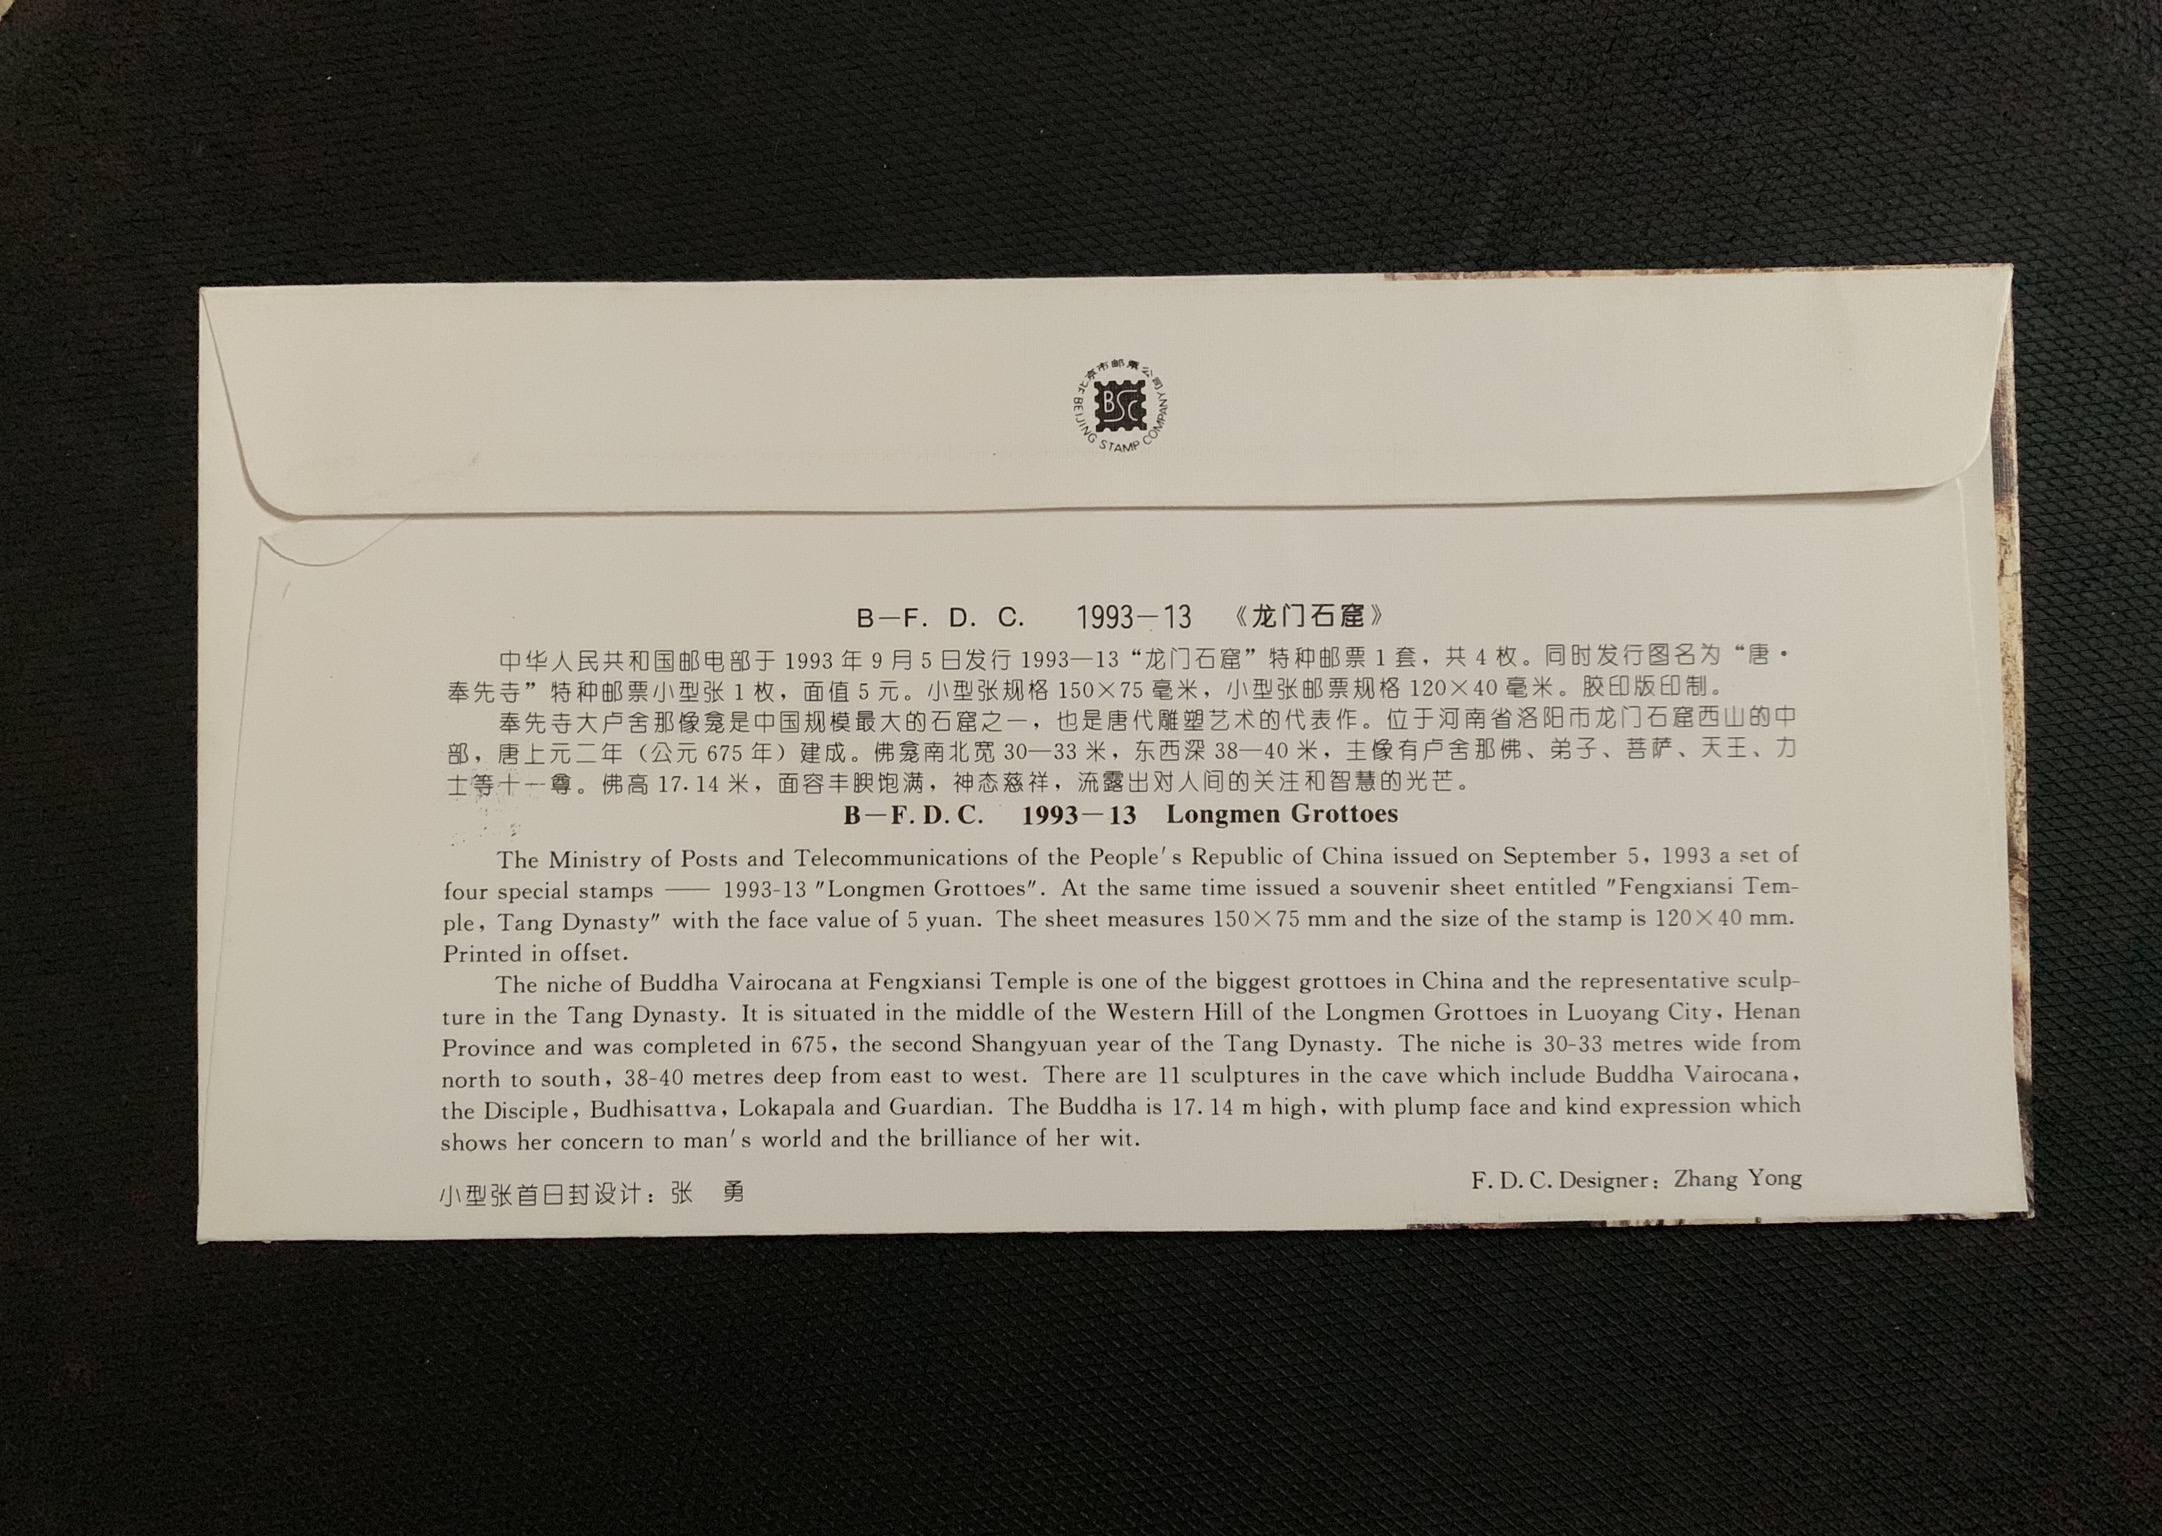 北京市邮票公司
BSC
BEIJING STAMP COMPANY
B—F. D. C. 1993—13 《龙门石窟》
中华人民共和国邮电部于 1993 年 9 月 5 日发行 1993—13 “龙门石窟” 特种邮票 1 套，共 4 枚。同时发行图名为 “唐·
奉先寺” 特种邮票小型张 1 枚，面值 5 元。小型张规格 150×75 毫米，小型张邮票规格 120×40 毫米。胶印版印制。
奉先寺大卢舍那像龛是中国规模最大的石窟之一，也是唐代雕塑艺术的代表作。位于河南省洛阳市龙门石窟西山的中
部，唐上元二年（公元 675 年）建成。佛龛南北宽 30—33 米，东西深 38—40 米，主像有卢舍那佛、弟子、菩萨、天王、力
士等十一尊。佛高 17.14 米，面容丰腴饱满，神态慈祥，流露出对人间的关注和智慧的光芒。
B—F. D. C. 1993—13 Longmen Grottoes
The Ministry of Posts and Telecommunications of the People's Republic of China issued on September 5, 1993 a set of
four special stamps —— 1993-13 "Longmen Grottoes". At the same time issued a souvenir sheet entitled "Fengxiansi Tem-
ple, Tang Dynasty" with the face value of 5 yuan. The sheet measures 150×75 mm and the size of the stamp is 120×40 mm.
Printed in offset.
The niche of Buddha Vairocana at Fengxiansi Temple is one of the biggest grottoes in China and the representative sculp-
ture in the Tang Dynasty. It is situated in the middle of the Western Hill of the Longmen Grottoes in Luoyang City, Henan
Province and was completed in 675, the second Shangyuan year of the Tang Dynasty. The niche is 30-33 metres wide from
north to south, 38-40 metres deep from east to west. There are 11 sculptures in the cave which include Buddha Vairocana,
the Disciple, Budhisattva, Lokapala and Guardian. The Buddha is 17.14 m high, with plump face and kind expression which
shows her concern to man's world and the brilliance of her wit.
小型张首日封设计：张 勇
F. D. C. Designer: Zhang Yong